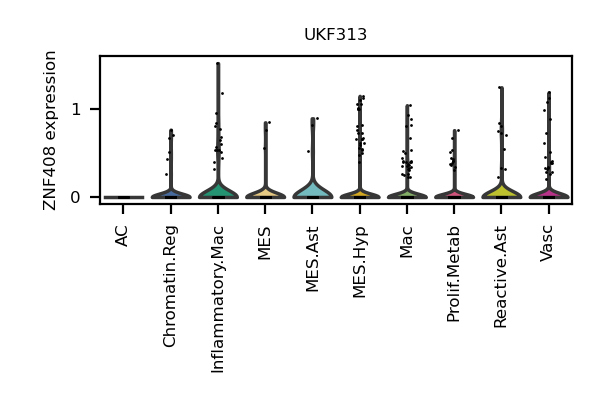 UKF313
ZNF408 expression
1
0
AC
Chromatin.Reg
Inflammatory.Mac
MES
MES.Ast
MES.Hyp
Mac
Prolif.Metab
Reactive.Ast
Vasc